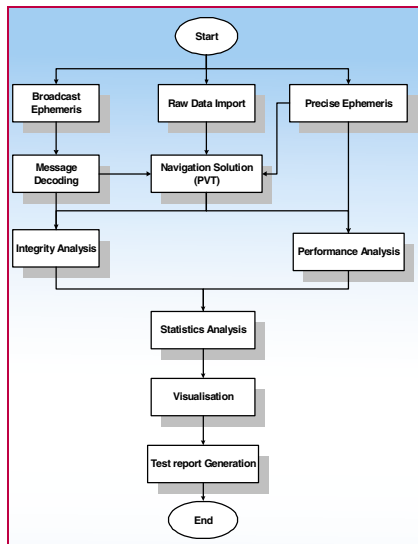 Start
Broadcast
Ephemeris
Raw Data Import
Precise Ephemeris
Message
Decoding
Navigation Solution
(PVT)
Integrity Analysis
Performance Analysis
Statistics Analysis
Visualisation
Test report Generation
End